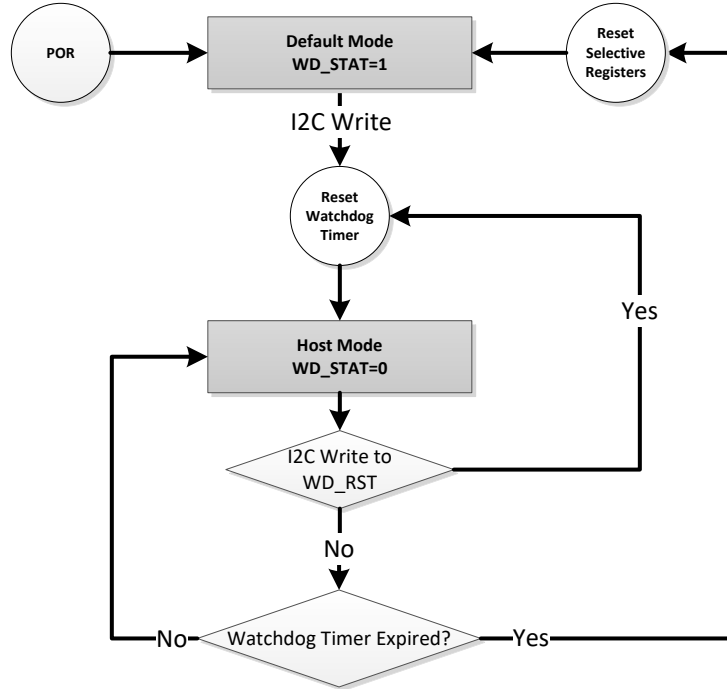 POR
Default Mode
WD_STAT=1
Reset
Selective
Registers
I2C Write
Reset
Watchdog
Timer
Yes
Host Mode
WD_STAT=0
I2C Write to
WD_RST
No
No
Watchdog Timer Expired?
Yes